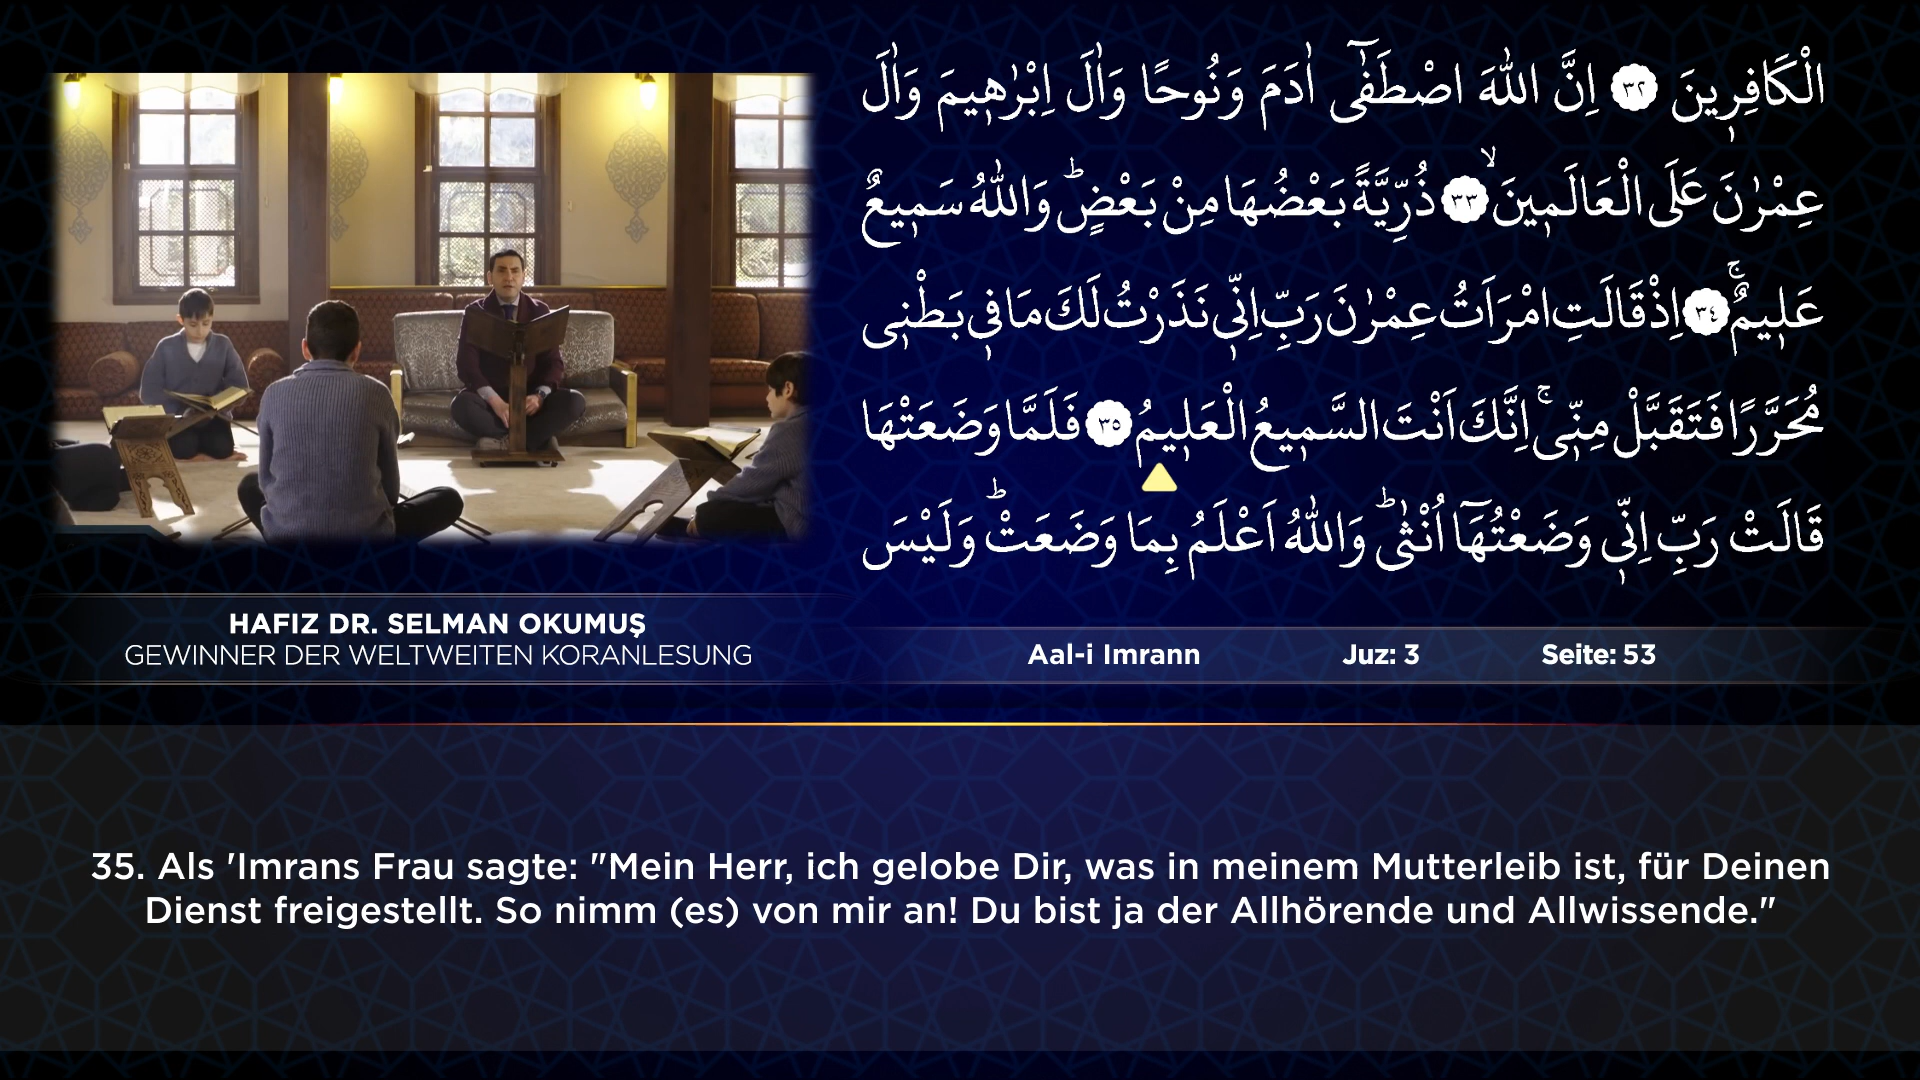 الْكَافِرٖينَ ٣٢ اِنَّ اللّٰهَ اصْطَفٰٓى اٰدَمَ وَنُوحًا وَاٰلَ اِبْرٰهٖيمَ وَاٰلَ
عِمْرٰنَ عَلَى الْعَالَمٖينَۙ ٣٣ ذُرِّيَّةً بَعْضُهَا مِنْ بَعْضٍؕ وَاللّٰهُ سَمٖيعٌ
عَلٖيمٌۚ ٣٤ اِذْ قَالَتِ امْرَاَتُ عِمْرٰنَ رَبِّ اِنّٖي نَذَرْتُ لَكَ مَا فٖي بَطْنٖى
مُحَرَّرًا فَتَقَبَّلْ مِنّٖىۚ اِنَّكَ اَنْتَ السَّمٖيعُ الْعَلٖيمُ ٣٥ فَلَمَّا وَضَعَتْهَا
قَالَتْ رَبِّ اِنّٖي وَضَعْتُهَٓا اُنْثٰىؕ وَاللّٰهُ اَعْلَمُ بِمَا وَضَعَتْؕ وَلَيْسَ
HAFIZ DR. SELMAN OKUMUŞ
GEWINNER DER WELTWEITEN KORANLESUNG
Aal-i Imrann Juz: 3 Seite: 53
35. Als 'Imrans Frau sagte: "Mein Herr, ich gelobe Dir, was in meinem Mutterleib ist, für Deinen
Dienst freigestellt. So nimm (es) von mir an! Du bist ja der Allhörende und Allwissende."